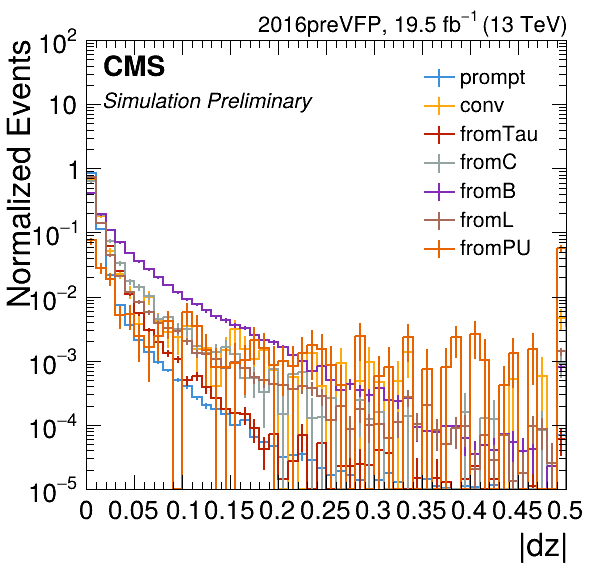 2016preVFP, 19.5 fb⁻¹ (13 TeV)
CMS
Simulation Preliminary
prompt
conv
fromTau
fromC
fromB
fromL
fromPU
Normalized Events
10²
10
1
10⁻¹
10⁻²
10⁻³
10⁻⁴
10⁻⁵
0 0.05 0.10 0.15 0.2 0.25 0.3 0.35 0.4 0.45 0.5
|dz|